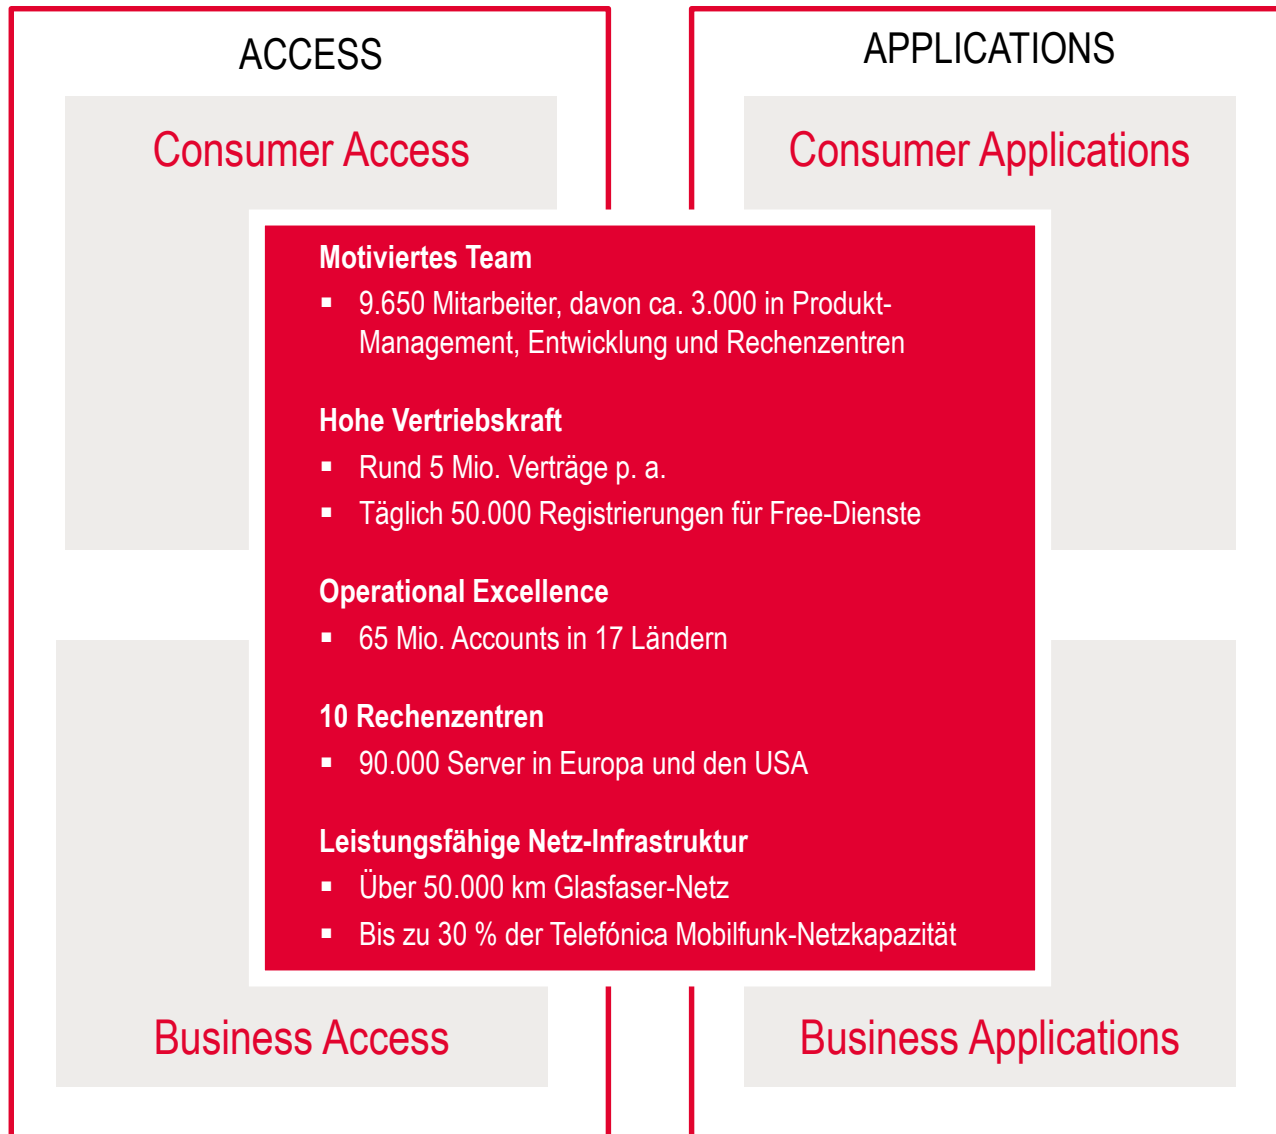 ACCESS
APPLICATIONS
Consumer Access
Consumer Applications
Motiviertes Team
▪ 9.650 Mitarbeiter, davon ca. 3.000 in Produkt-
Management, Entwicklung und Rechenzentren
Hohe Vertriebskraft
▪ Rund 5 Mio. Verträge p. a.
▪ Täglich 50.000 Registrierungen für Free-Dienste
Operational Excellence
▪ 65 Mio. Accounts in 17 Ländern
10 Rechenzentren
▪ 90.000 Server in Europa und den USA
Leistungsfähige Netz-Infrastruktur
▪ Über 50.000 km Glasfaser-Netz
▪ Bis zu 30 % der Telefónica Mobilfunk-Netzkapazität
Business Access
Business Applications